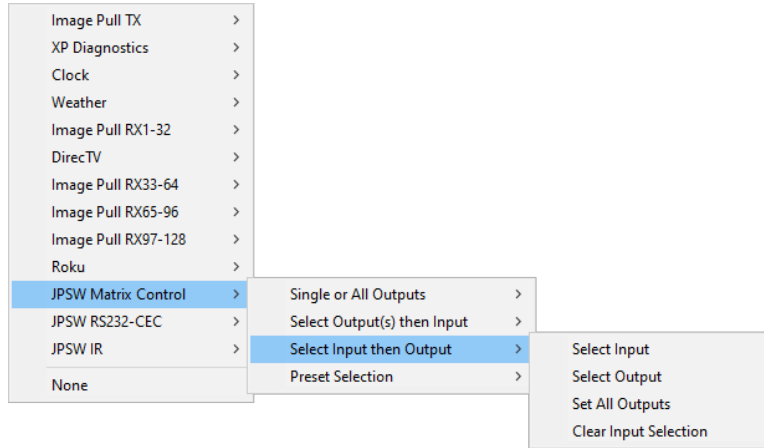 Image Pull TX
XP Diagnostics
Clock
Weather
Image Pull RX1-32
DirecTV
Image Pull RX33-64
Image Pull RX65-96
Image Pull RX97-128
Roku
JPSW Matrix Control
JPSW RS232-CEC
JPSW IR
None
Single or All Outputs
Select Output(s) then Input
Select Input then Output
Preset Selection
Select Input
Select Output
Set All Outputs
Clear Input Selection